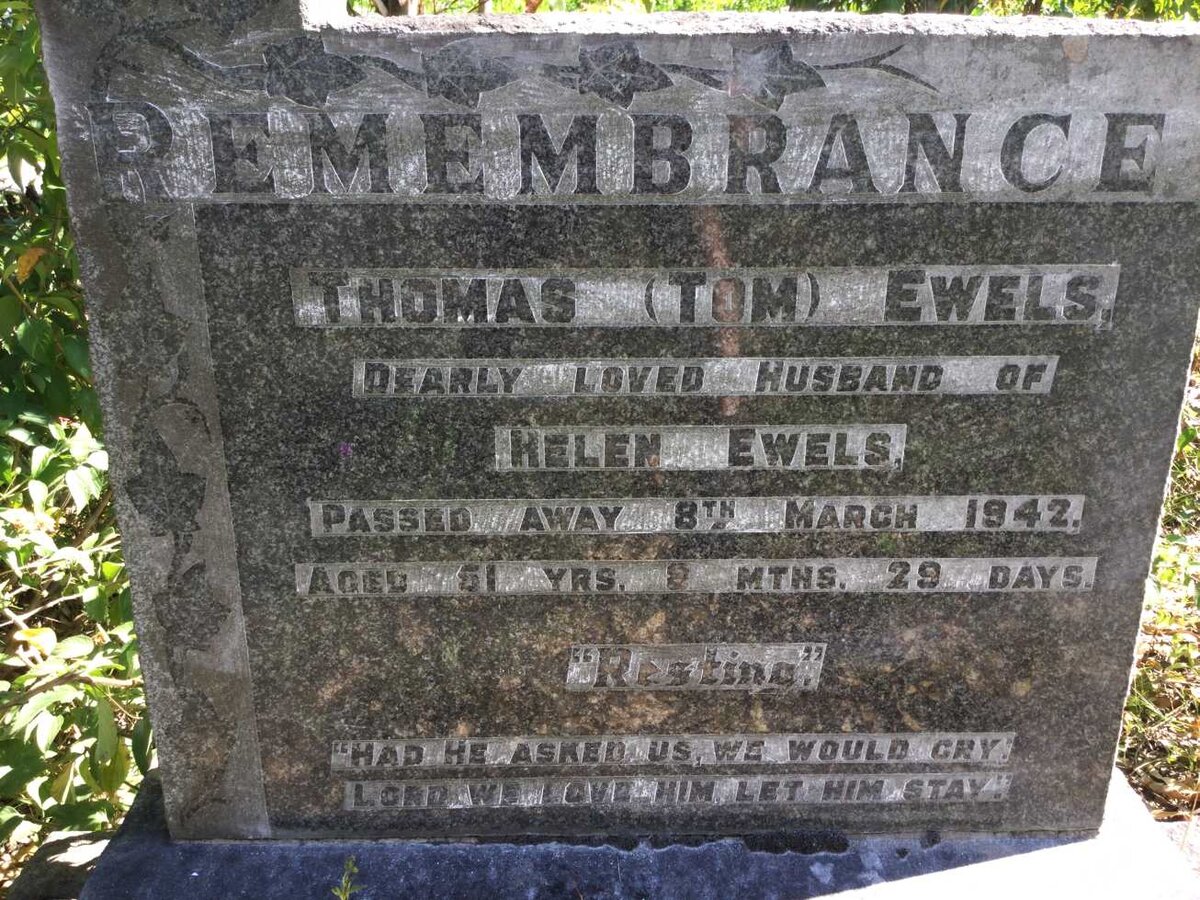 REMEMBRANCE
THOMAS (TOM) EWELS,
DEARLY LOVED HUSBAND OF
HELEN EWELS,
PASSED AWAY 8TH MARCH 1942,
AGED 51 YRS. 9 MTHS. 29 DAYS.
"Resting"
"HAD HE ASKED US, WE WOULD CRY,
LORD WE LOVE HIM LET HIM STAY."